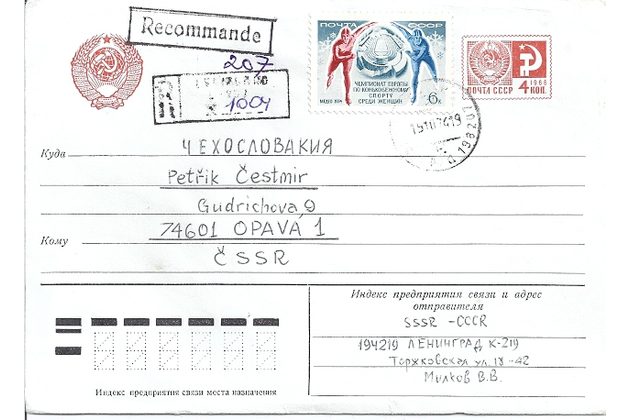 Recommande
207
R
1004
ПОЧТА СССР
ЧЕМПИОНАТ ЕВРОПЫ
ПО КОНЬКОБЕЖНОМУ
СПОРТУ
СРЕДИ ЖЕНЩИН
6к
1966
ПОЧТА СССР 4 КОП
Куда ЧЕХОСЛОВАКИЯ
Petřik Čestmir
Gudrichova 9
74601 OPAVÁ 1
Кому
ČSSR
Индекс предприятия связи и адрес
отправителя
SSSR - СССР
194219 ЛЕНИНГРАД К-219
Торжковская ул 18-42
Милков В.В.
Индекс предприятия связи места назначения